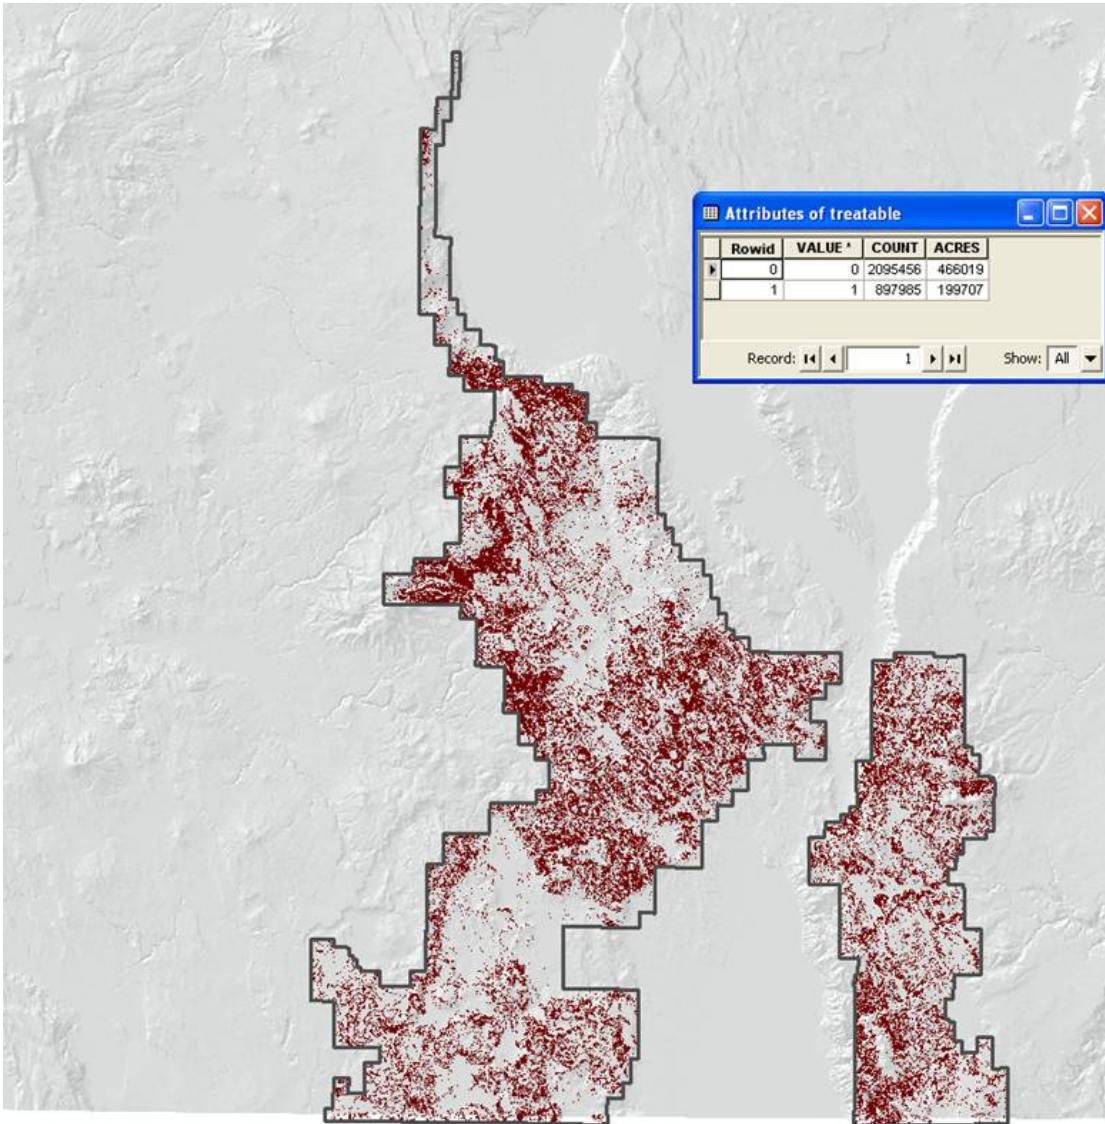 Attributes of treatable
Rowid VALUE * COUNT ACRES
0 0 2095456 466019
1 1 897985 199707
Record: 1 Show: All